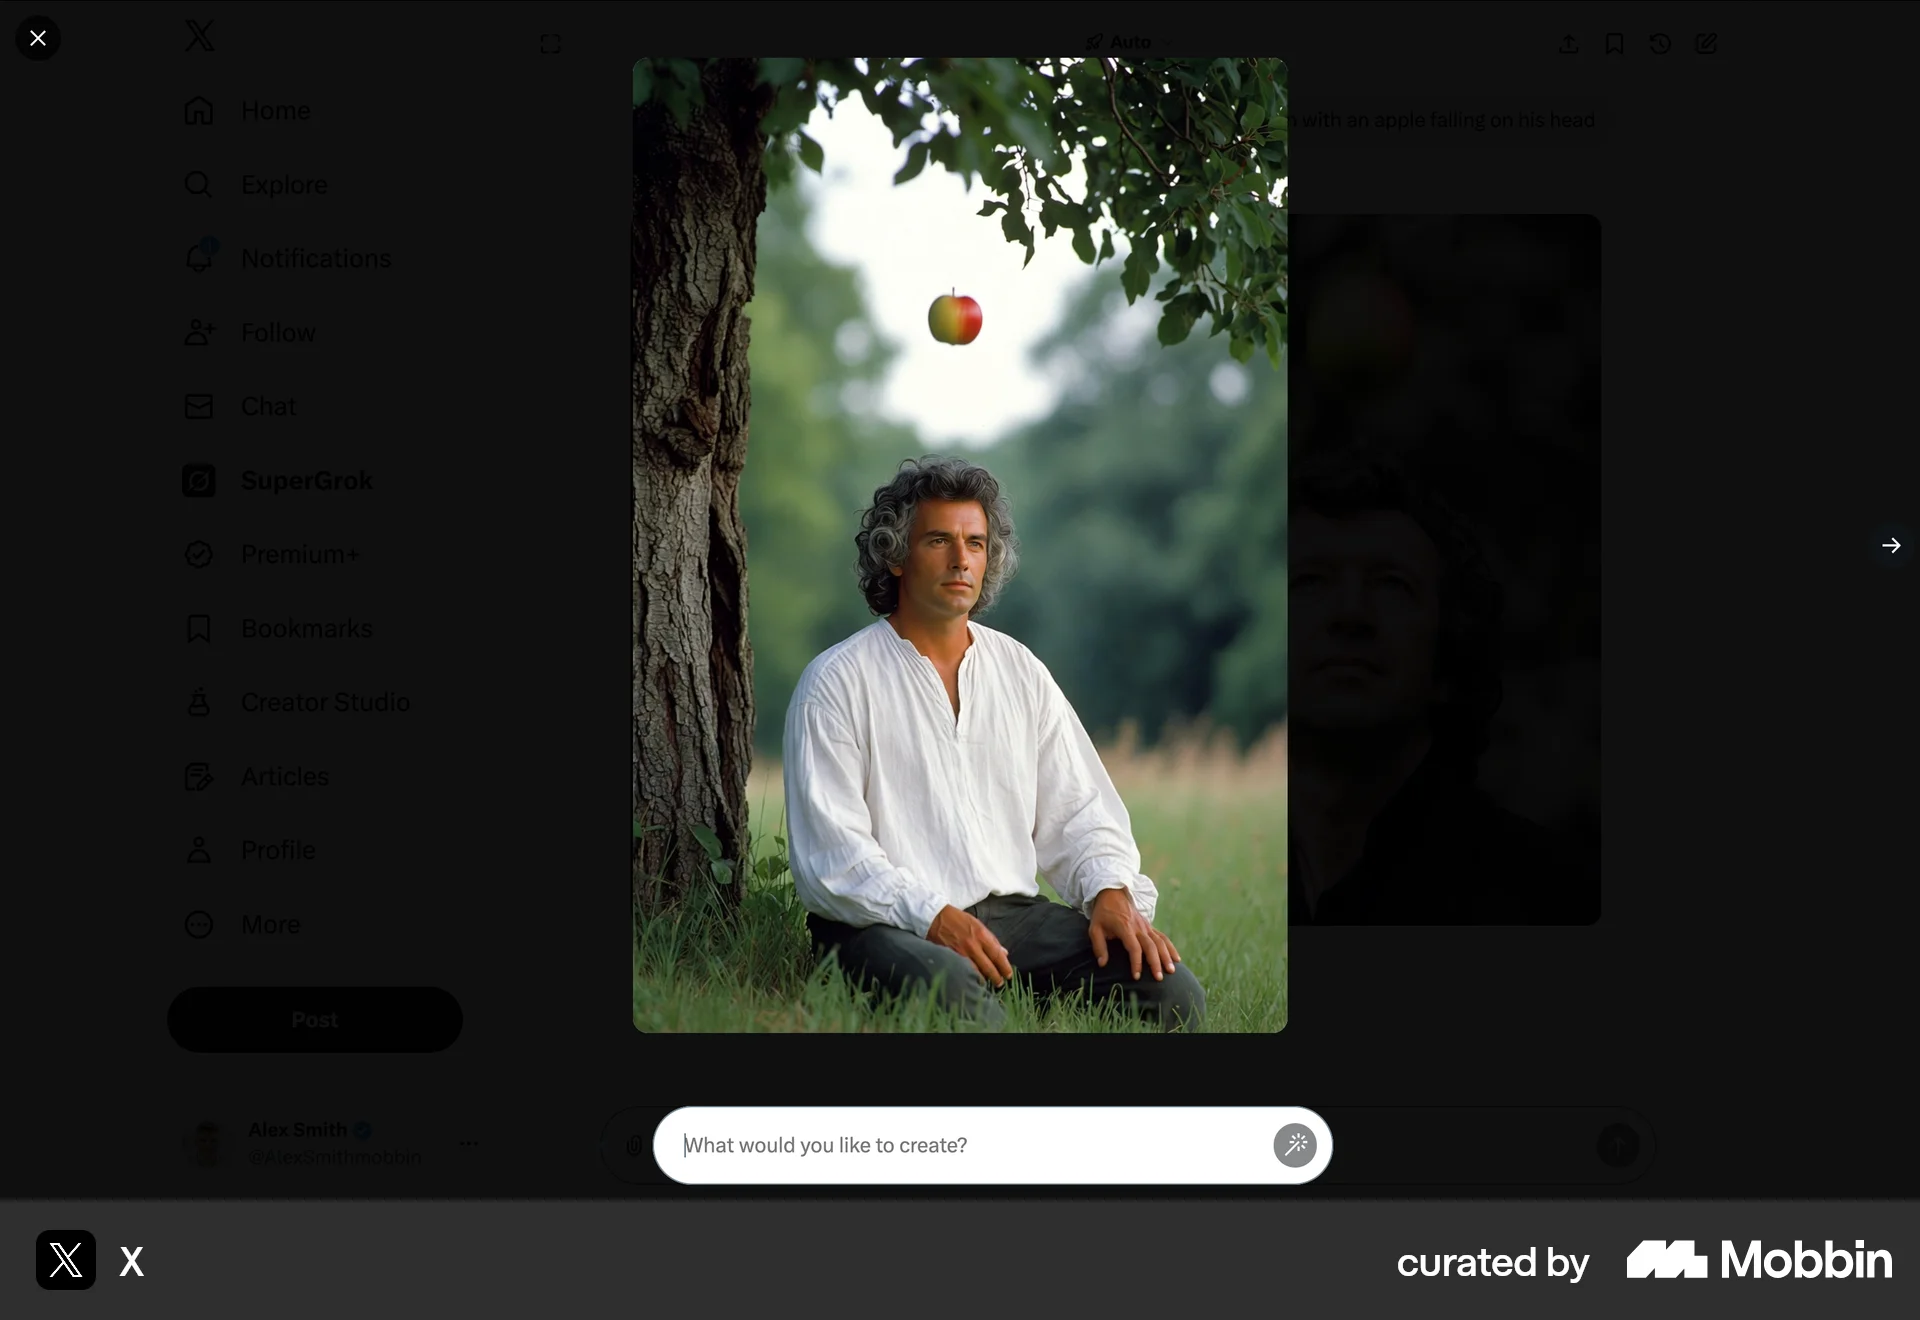 Auto
n with an apple falling on his head
Home
Explore
Notifications
Follow
Chat
SuperGrok
Premium+
Bookmarks
Creator Studio
Articles
Profile
More
Post
Alex Smith
@AlexSmithmobbin
What would you like to create?
X
curated by Mobbin